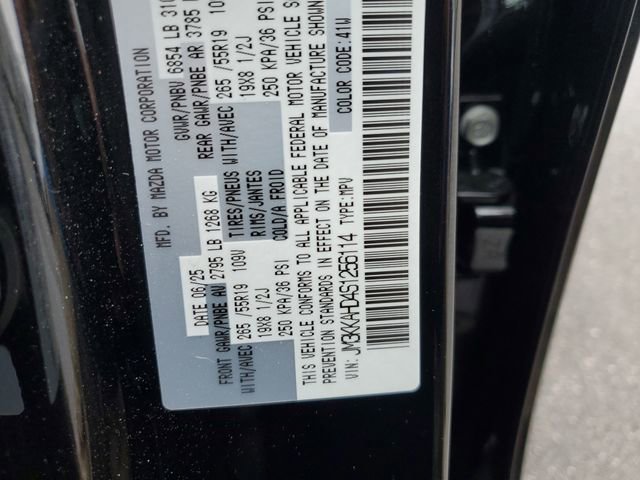 MFD. BY MAZDA MOTOR CORPORATION
DATE 06/25 GVWR/PNBV 6854 LB
FRONT GAWR/PNBE AV 2795 LB 1268 KG REAR GAWR/PNBE AR 3785
WITH/AVEC 265 /55R19 109V TIRES/PNEUS WITH/AVEC 265 /55R19
19X8 1/2J RIMS/JANTES 19X8 1/2J
250 KPA/36 PSI COLD/A FROID 250 KPA/36 PSI
THIS VEHICLE CONFORMS TO ALL APPLICABLE FEDERAL MOTOR VEHICLE
PREVENTION STANDARDS IN EFFECT ON THE DATE OF MANUFACTURE SHOWN
VIN: JM3KKAHD4S1256114 TYPE: MPV COLOR CODE: 41W